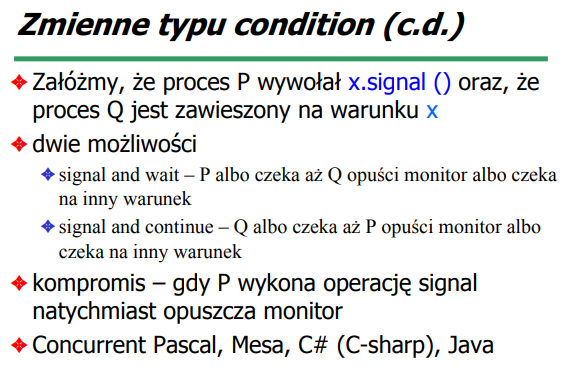 Zmienne typu condition (c.d.)
Załóżmy, że proces P wywołał x.signal () oraz, że
proces Q jest zawieszony na warunku x
dwie możliwości
signal and wait – P albo czeka aż Q opuści monitor albo czeka
na inny warunek
signal and continue – Q albo czeka aż P opuści monitor albo
czeka na inny warunek
kompromis – gdy P wykona operację signal
natychmiast opuszcza monitor
Concurrent Pascal, Mesa, C# (C-sharp), Java